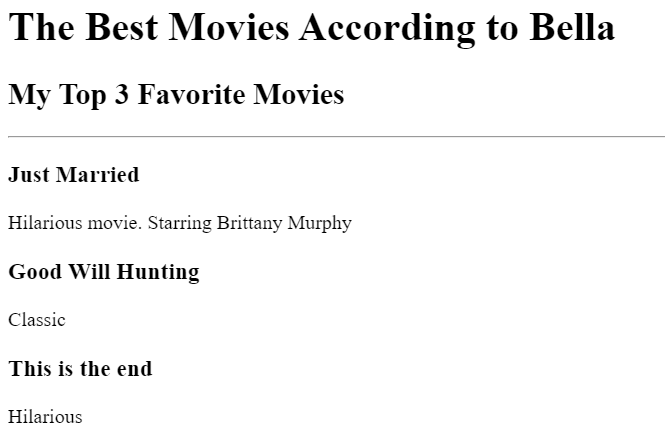 The Best Movies According to Bella
My Top 3 Favorite Movies
Just Married
Hilarious movie. Starring Brittany Murphy
Good Will Hunting
Classic
This is the end
Hilarious